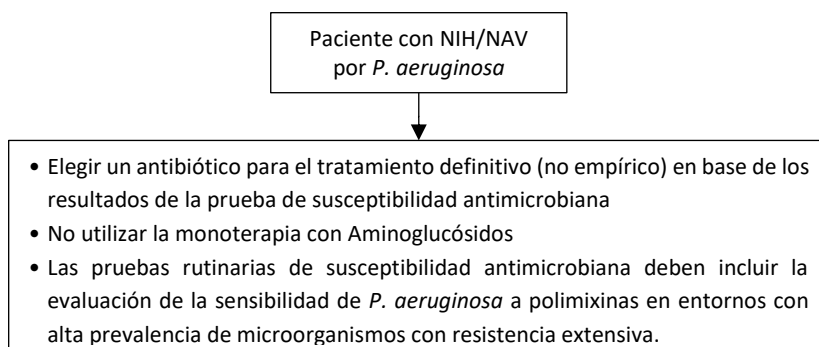 Paciente con NIH/NAV
por P. aeruginosa
• Elegir un antibiótico para el tratamiento definitivo (no empírico) en base de los
resultados de la prueba de susceptibilidad antimicrobiana
• No utilizar la monoterapia con Aminoglucósidos
• Las pruebas rutinarias de susceptibilidad antimicrobiana deben incluir la
evaluación de la sensibilidad de P. aeruginosa a polimixinas en entornos con
alta prevalencia de microorganismos con resistencia extensiva.